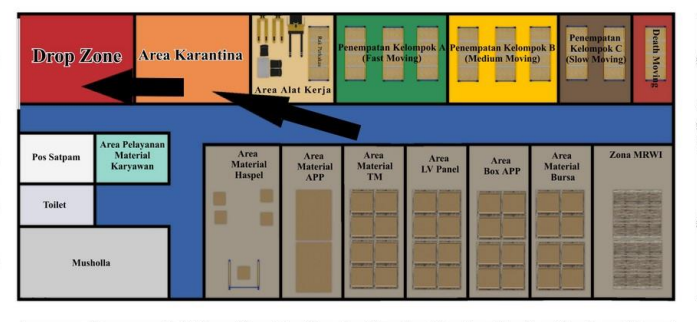 Drop Zone
Area Karantina
Area Alat Kerja
Penempatan Kelompok A
(Fast Moving)
Penempatan Kelompok B
(Medium Moving)
Penempatan
Kelompok C
(Slow Moving)
Death Moving
Pos Satpam
Area Pelayanan
Material
Karyawan
Toilet
Musholla
Area
Material
Haspel
Area
Material
APP
Area
Material
TM
Area
LV Panel
Area
Box APP
Area
Material
Bursa
Zona MRWI